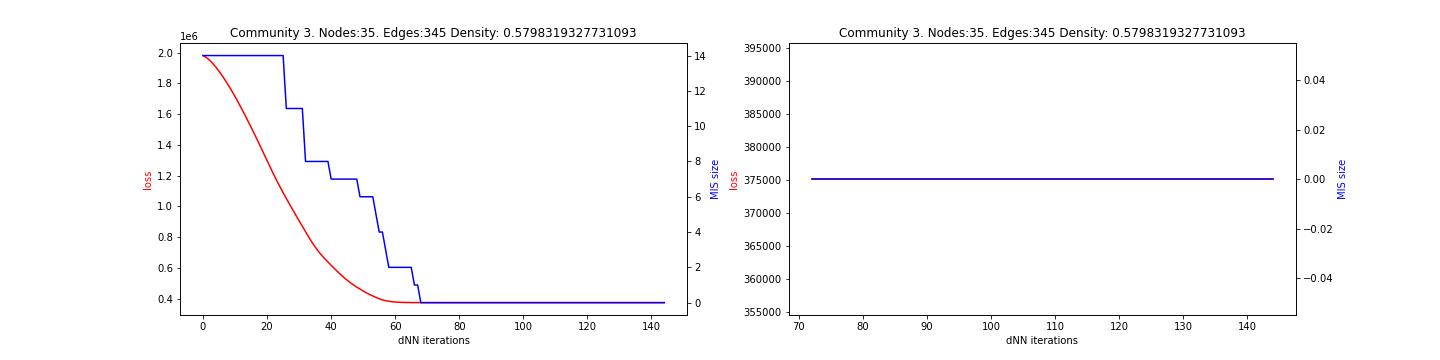 Community 3. Nodes:35. Edges:345 Density: 0.5798319327731093
1e6
2.0
1.8
1.6
1.4
1.2
1.0
0.8
0.6
0.4
loss
0 20 40 60 80 100 120 140
dNN iterations
14
12
10
8
6
4
2
0
MIS size
Community 3. Nodes:35. Edges:345 Density: 0.5798319327731093
395000
390000
385000
380000
375000
370000
365000
360000
355000
loss
70 80 90 100 110 120 130 140
dNN iterations
0.04
0.02
0.00
−0.02
−0.04
MIS size